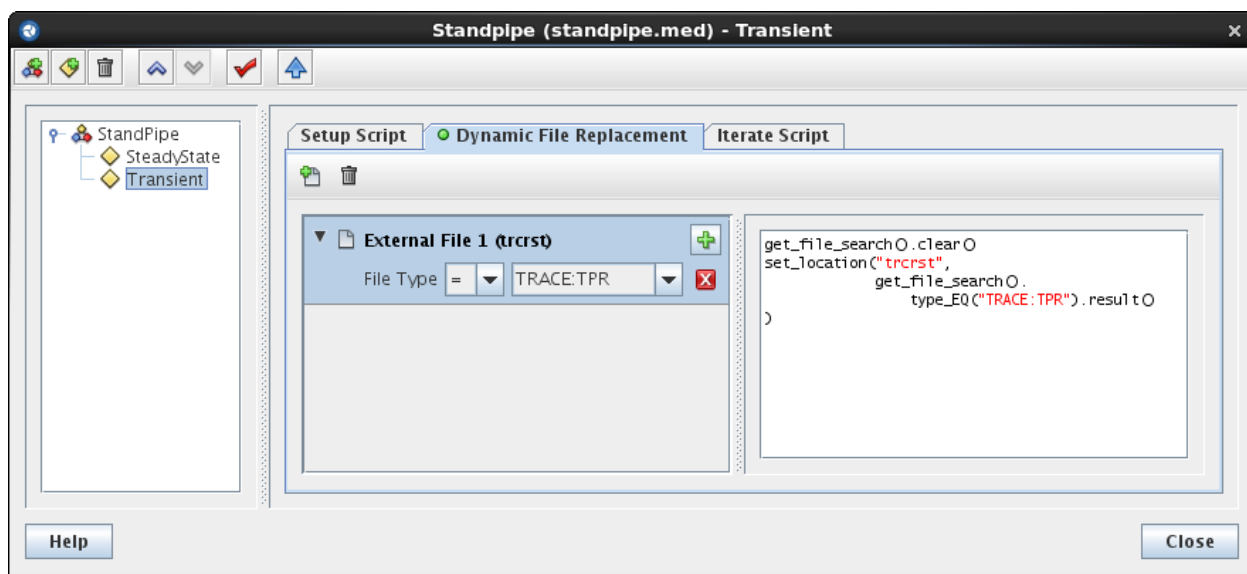 Standpipe (standpipe.med) - Transient
StandPipe
SteadyState
Transient
Setup Script
Dynamic File Replacement
Iterate Script
External File 1 (trcrst)
File Type = TRACE:TPR
get_file_search().clear()
set_location("trcrst",
get_file_search().
type_EQ("TRACE:TPR").result()
)
Help
Close